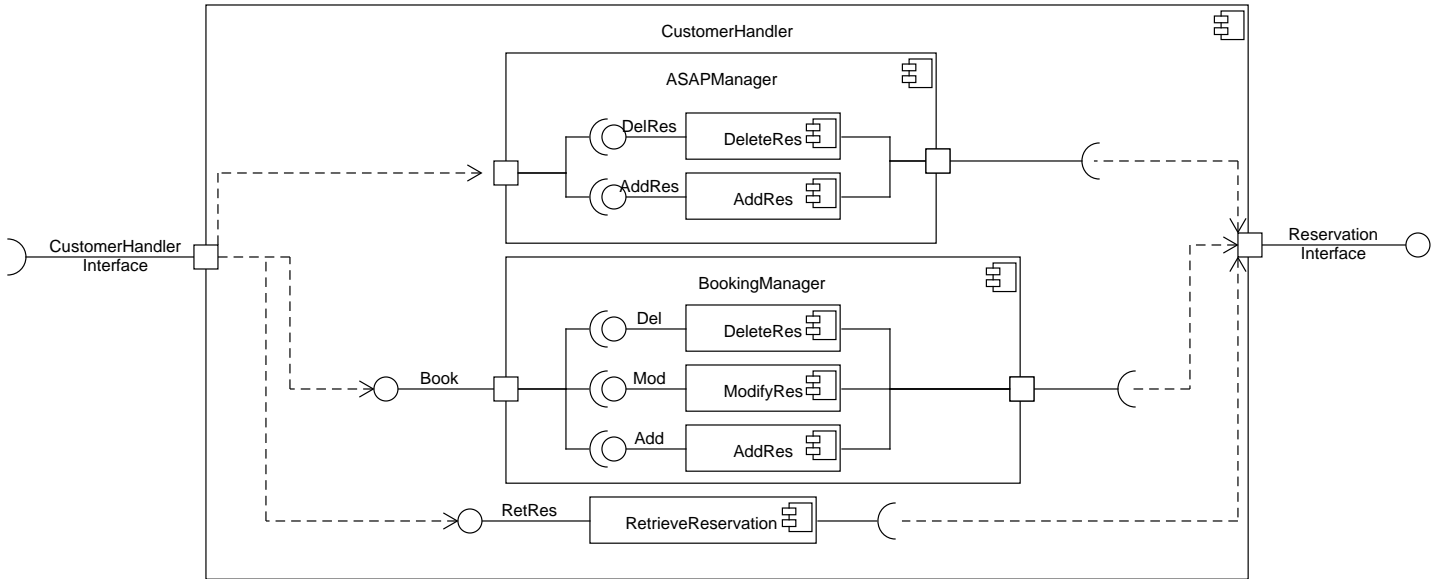 CustomerHandler
ASAPManager
DelRes
DeleteRes
AddRes
AddRes
CustomerHandler
Interface
Reservation
Interface
BookingManager
Del
DeleteRes
Book
Mod
ModifyRes
Add
AddRes
RetRes
RetrieveReservation